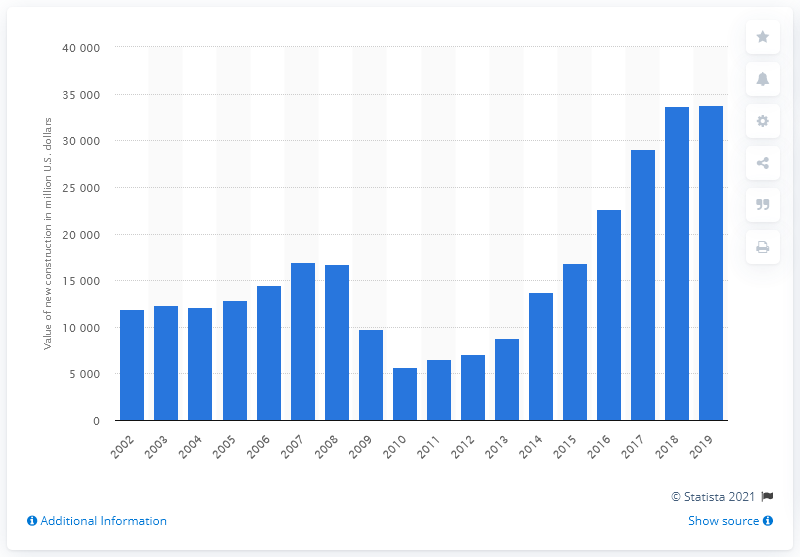 40 000
35 000
30 000
25 000
20 000
15 000
10 000
5 000
0
Value of new construction in million U.S. dollars
2002 2003 2004 2005 2006 2007 2008 2009 2010 2011 2012 2013 2014 2015 2016 2017 2018 2019
© Statista 2021
Additional Information
Show source